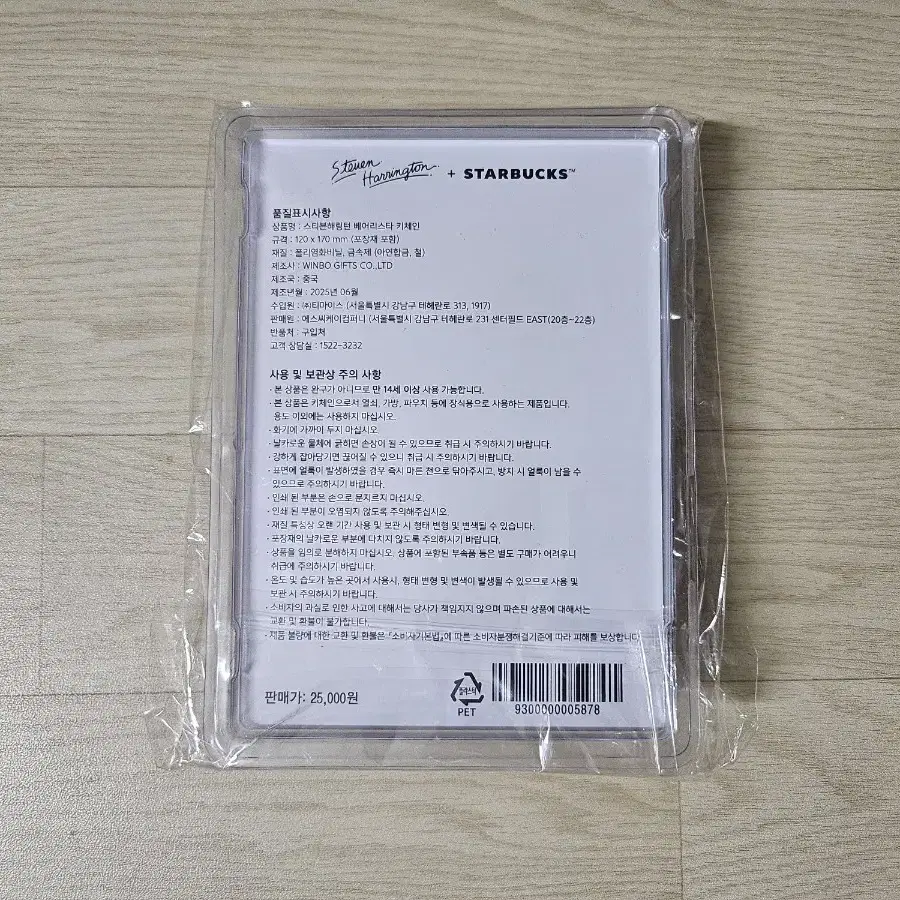 Steven Harrington + STARBUCKS™
품질표시사항
상품명 : 스티븐해링턴 베어리스타 키체인
규격 : 120 x 170 mm (포장재 포함)
재질 : 폴리염화비닐, 금속제 (아연합금, 철)
제조사 : WINBO GIFTS CO.,LTD
제조국 : 중국
제조년월 : 2025년 06월
수입원 : ㈜티마이스 (서울특별시 강남구 테헤란로 313, 1917)
판매원 : 에스씨케이컴퍼니 (서울특별시 강남구 테헤란로 231 센터필드 EAST(20층~22층)
반품처 : 구입처
고객 상담실 : 1522-3232
사용 및 보관상 주의 사항
· 본 상품은 완구가 아니므로 만 14세 이상 사용 가능합니다.
· 본 상품은 키체인으로서 열쇠, 가방, 파우치 등에 장식용으로 사용하는 제품입니다.
용도 이외에는 사용하지 마십시오.
· 화기에 가까이 두지 마십시오.
· 날카로운 물체에 긁히면 손상이 될 수 있으므로 취급 시 주의하시기 바랍니다.
· 강하게 잡아당기면 끊어질 수 있으니 취급 시 주의하시기 바랍니다.
· 표면에 얼룩이 발생하였을 경우 즉시 마른 천으로 닦아주시고, 방치 시 얼룩이 남을 수
있으므로 주의하시기 바랍니다.
· 인쇄 된 부분은 손으로 문지르지 마십시오.
· 인쇄 된 부분이 오염되지 않도록 주의해주십시오.
· 재질 특성상 오랜 기간 사용 및 보관 시 형태 변형 및 변색될 수 있습니다.
· 포장재의 날카로운 부분에 다치지 않도록 주의하시기 바랍니다.
· 상품을 임의로 분해하지 마십시오. 상품에 포함된 부속품 등은 별도 구매가 어려우니
취급에 주의하시기 바랍니다.
· 온도 및 습도가 높은 곳에서 사용시, 형태 변형 및 변색이 발생될 수 있으므로 사용 및
보관 시 주의하시기 바랍니다.
· 소비자의 과실로 인한 사고에 대해서는 당사가 책임지지 않으며 파손된 상품에 대해서는
교환 및 환불이 불가합니다.
· 제품 불량에 대한 교환 및 환불은 『소비자기본법』에 따른 소비자분쟁해결기준에 따라 피해를 보상합니다.
판매가: 25,000원
플라스틱
PET
9300000005878